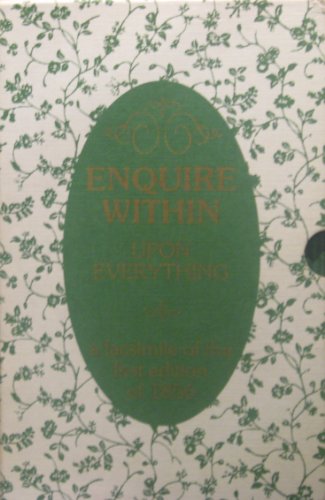 ENQUIRE
WITHIN
UPON
EVERYTHING
a facsimile of the
first edition
of 1856